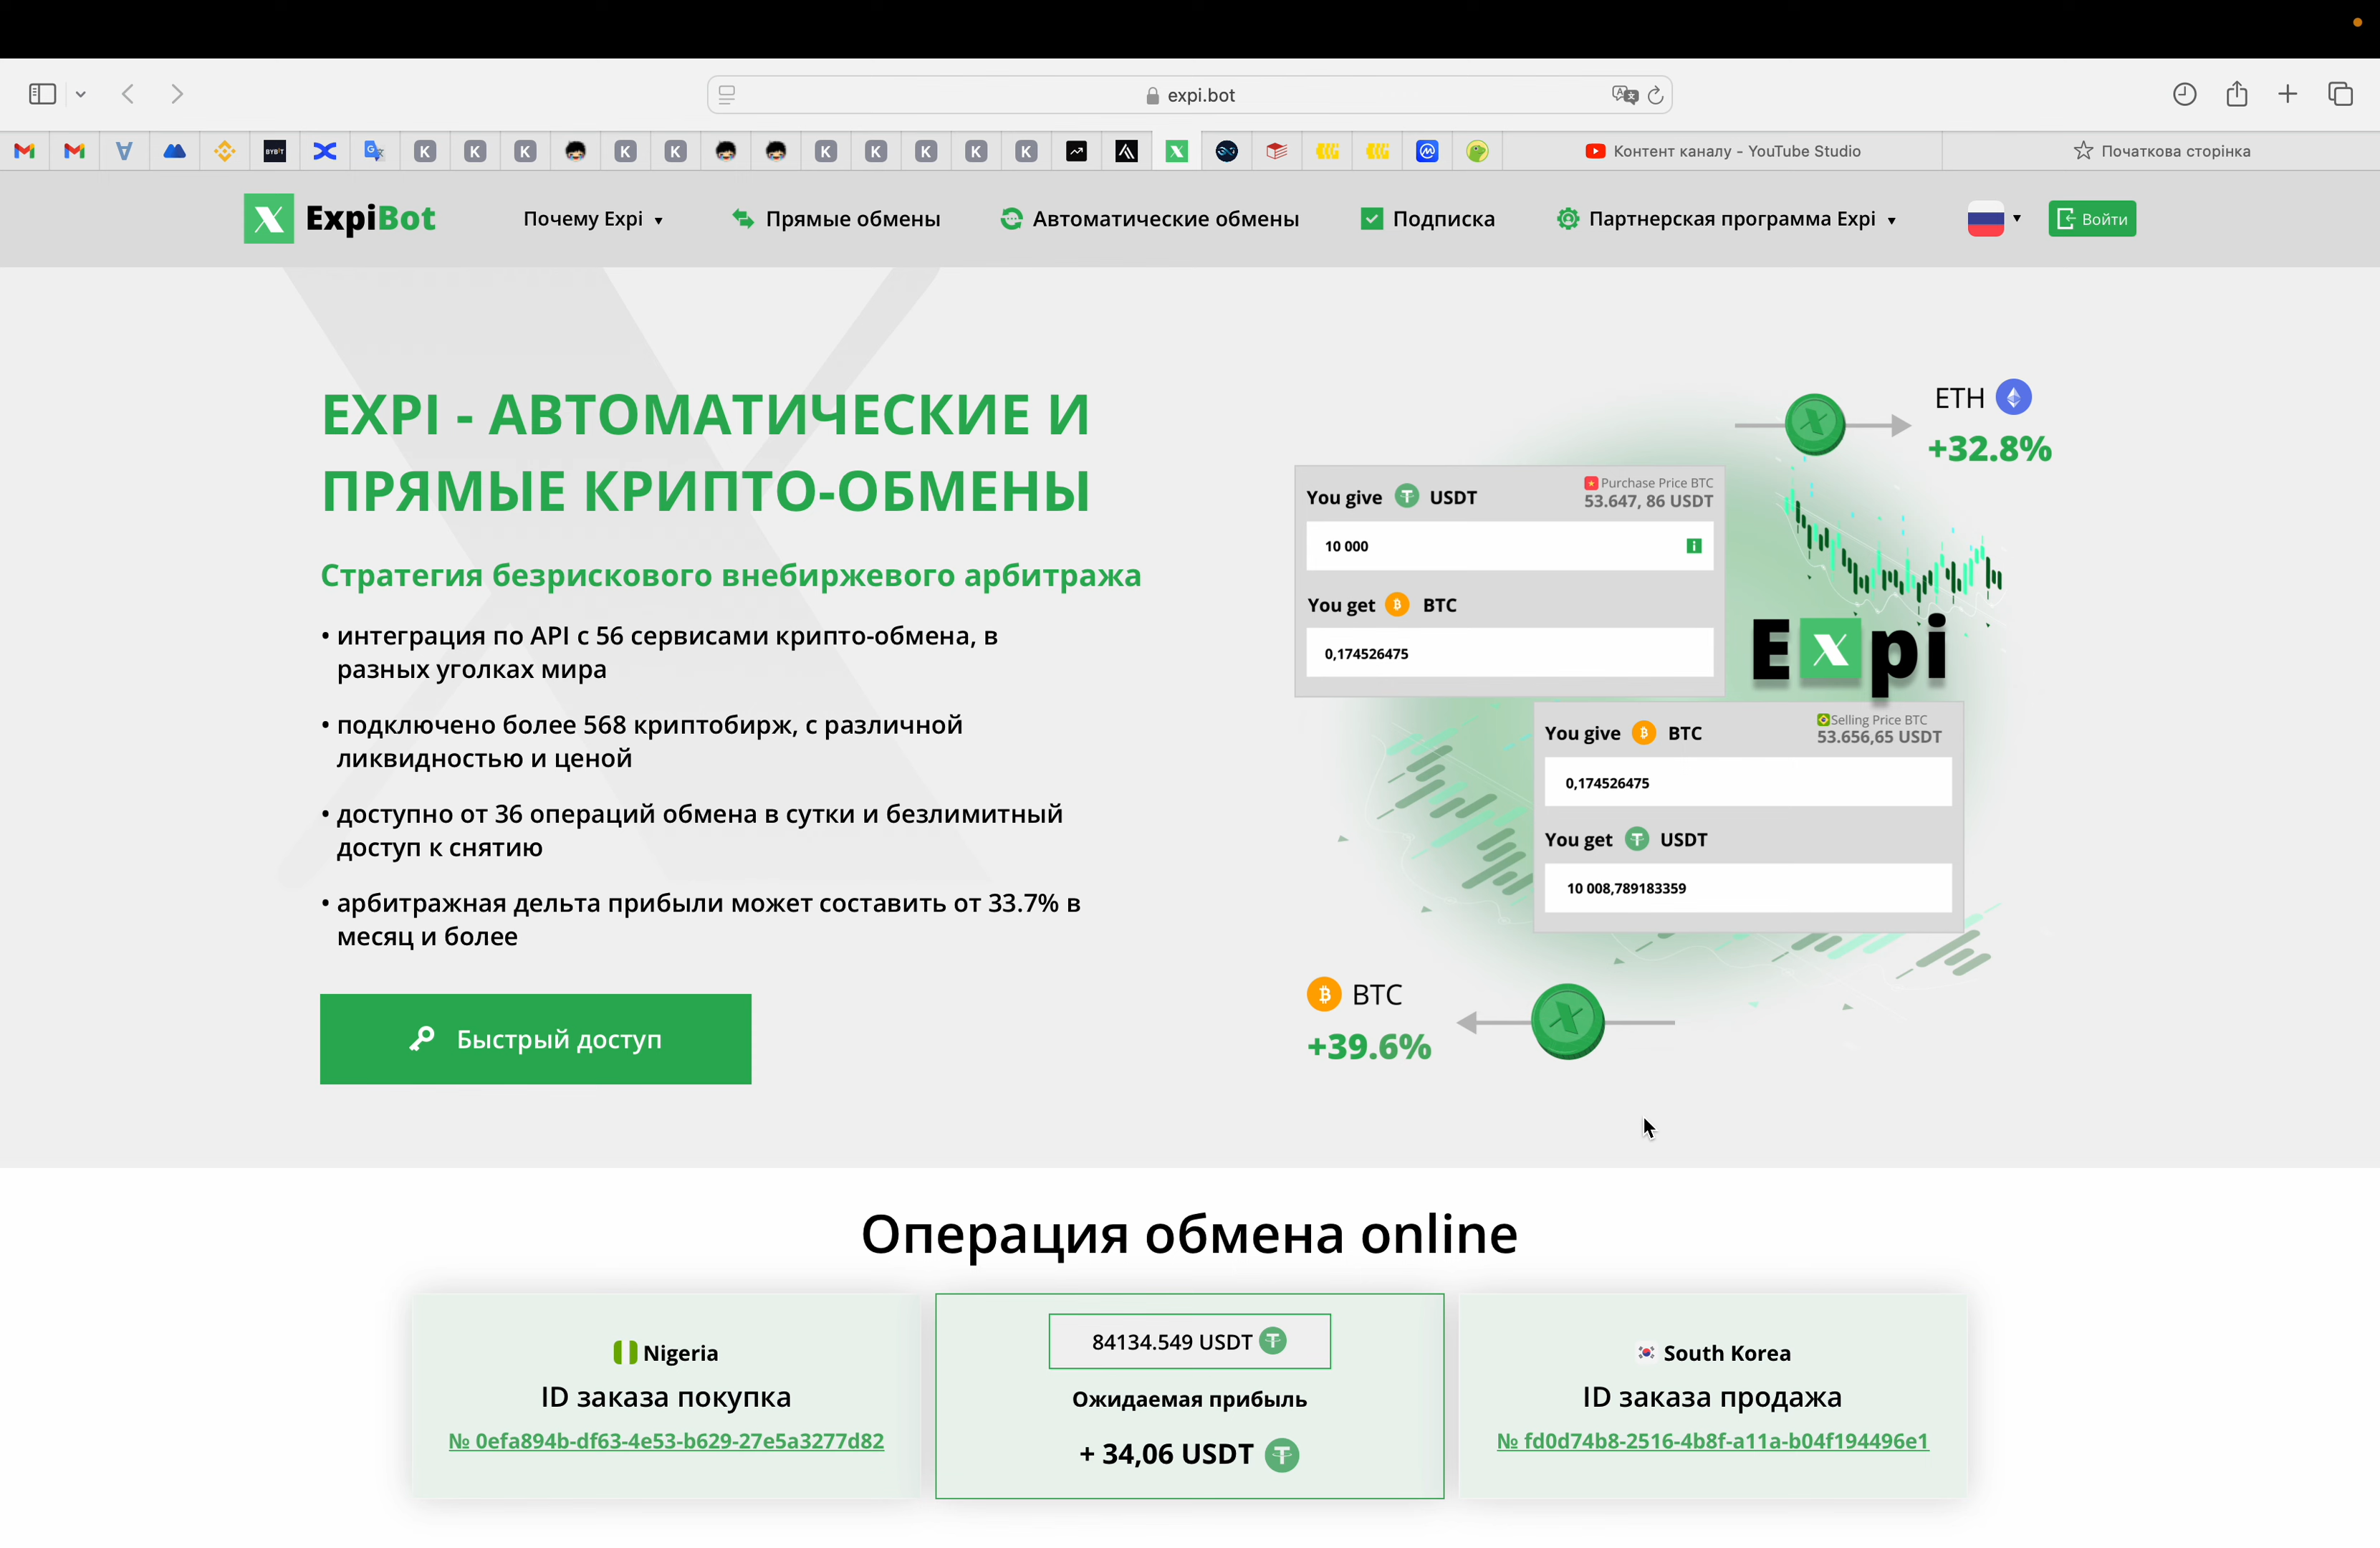 expi.bot
Контент каналу - YouTube Studio
Початкова сторінка
ExpiBot
Почему Expi
Прямые обмены
Автоматические обмены
Подписка
Партнерская программа Expi
Войти
EXPI - АВТОМАТИЧЕСКИЕ И
ПРЯМЫЕ КРИПТО-ОБМЕНЫ
Стратегия безрискового внебиржевого арбитража
• интеграция по API с 56 сервисами крипто-обмена, в
разных уголках мира
• подключено более 568 криптобирж, с различной
ликвидностью и ценой
• доступно от 36 операций обмена в сутки и безлимитный
доступ к снятию
• арбитражная дельта прибыли может составить от 33.7% в
месяц и более
Быстрый доступ
ETH
+32.8%
You give USDT
Purchase Price BTC
53.647, 86 USDT
10 000
You get BTC
0,174526475
Expi
You give BTC
Selling Price BTC
53.656,65 USDT
0,174526475
You get USDT
10 008,789183359
BTC
+39.6%
Операция обмена online
Nigeria
ID заказа покупка
№ 0efa894b-df63-4e53-b629-27e5a3277d82
84134.549 USDT
Ожидаемая прибыль
+ 34,06 USDT
South Korea
ID заказа продажа
№ fd0d74b8-2516-4b8f-a11a-b04f194496e1